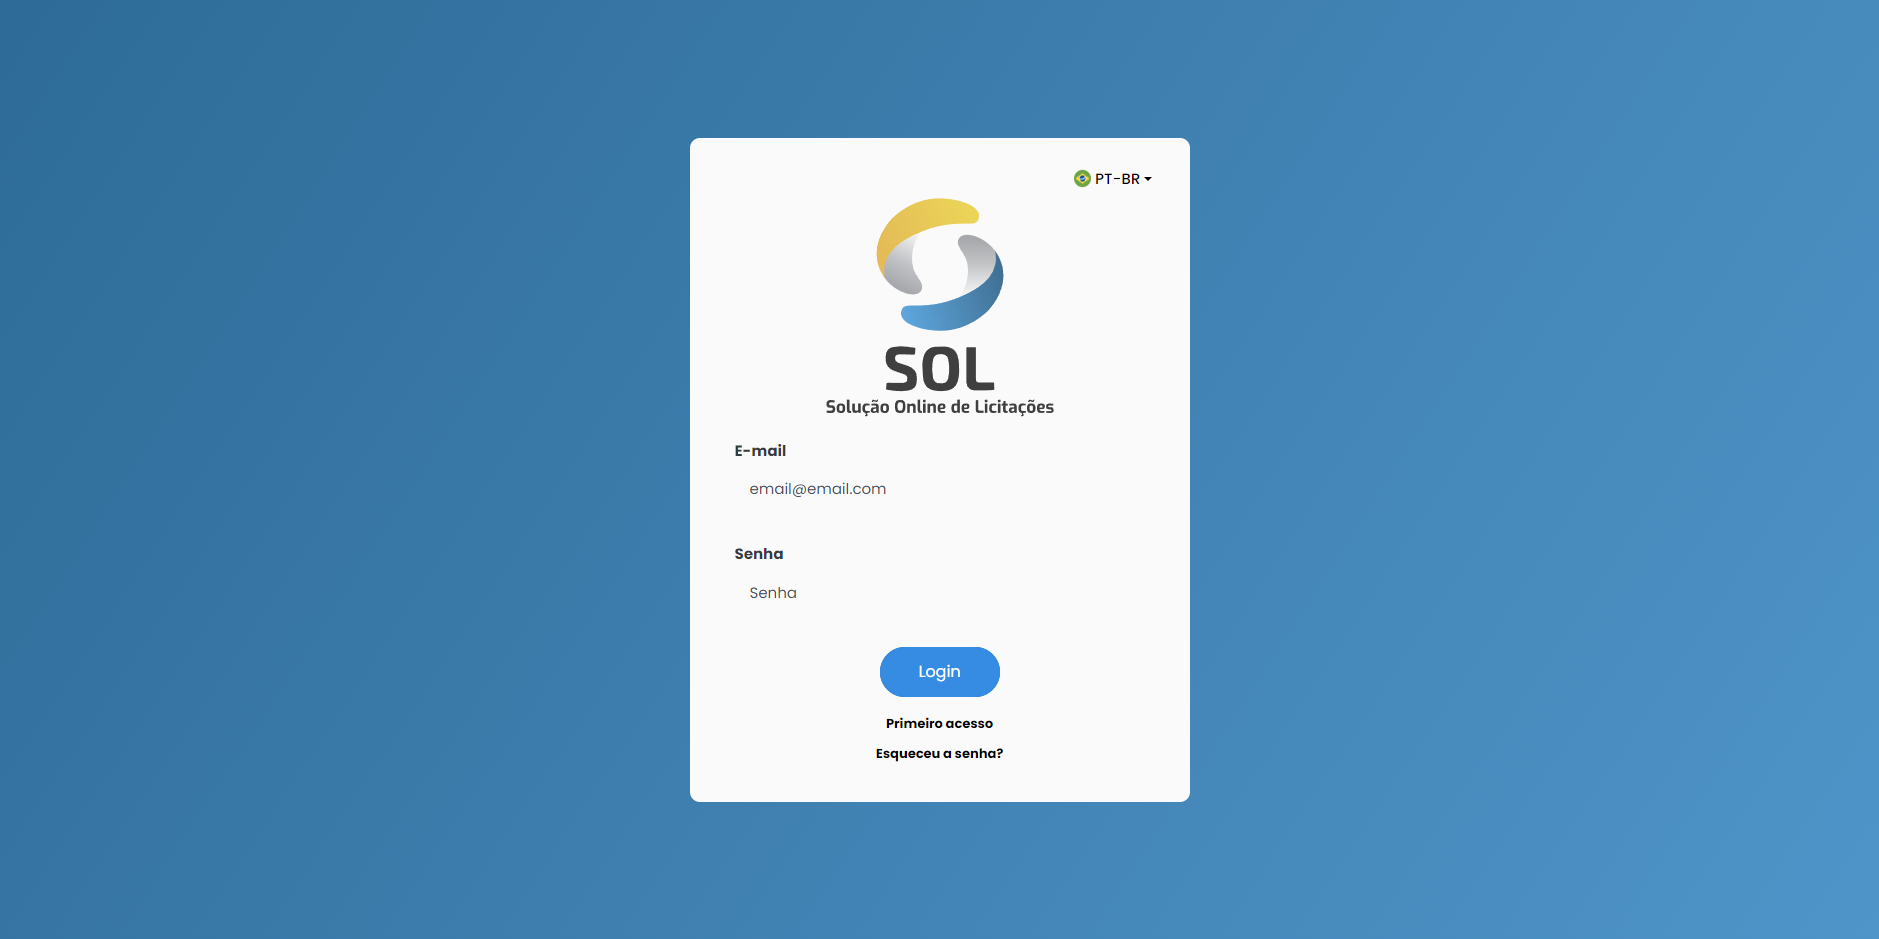 PT-BR
SOL
Solução Online de Licitações
E-mail
email@email.com
Senha
Senha
Login
Primeiro acesso
Esqueceu a senha?